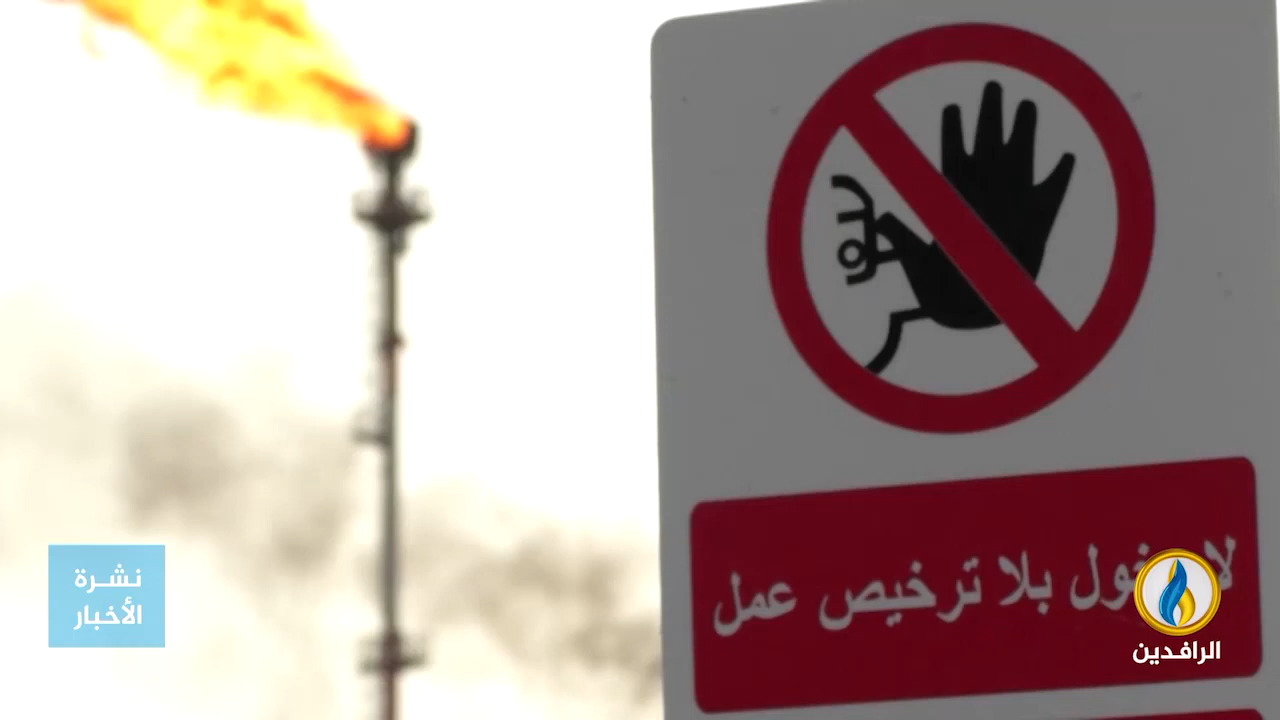 لا دخول بلا ترخيص عمل
نشرة
الأخبار
الرافدين